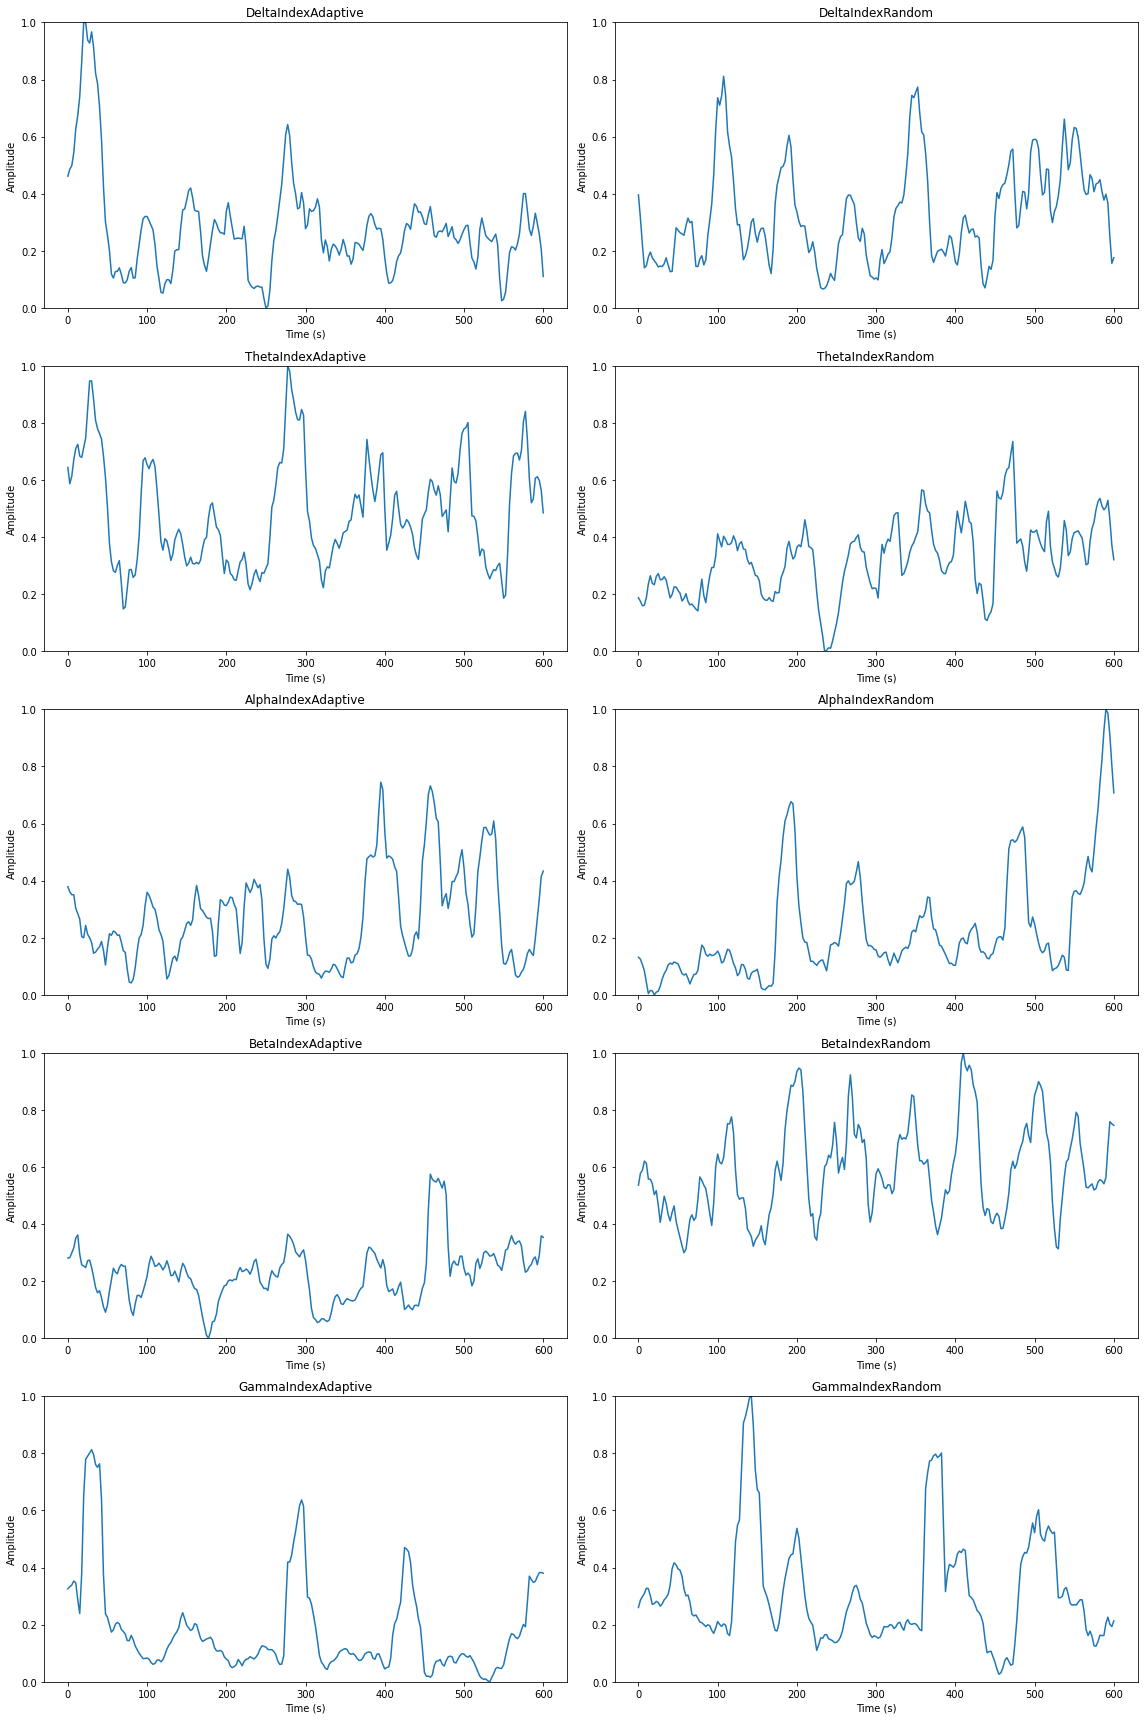 DeltaIndexAdaptive
1.0
0.8
0.6
0.4
0.2
0.0
Amplitude
0 100 200 300 400 500 600
Time (s)
DeltaIndexRandom
1.0
0.8
0.6
0.4
0.2
0.0
Amplitude
0 100 200 300 400 500 600
Time (s)
ThetaIndexAdaptive
1.0
0.8
0.6
0.4
0.2
0.0
Amplitude
0 100 200 300 400 500 600
Time (s)
ThetaIndexRandom
1.0
0.8
0.6
0.4
0.2
0.0
Amplitude
0 100 200 300 400 500 600
Time (s)
AlphaIndexAdaptive
1.0
0.8
0.6
0.4
0.2
0.0
Amplitude
0 100 200 300 400 500 600
Time (s)
AlphaIndexRandom
1.0
0.8
0.6
0.4
0.2
0.0
Amplitude
0 100 200 300 400 500 600
Time (s)
BetaIndexAdaptive
1.0
0.8
0.6
0.4
0.2
0.0
Amplitude
0 100 200 300 400 500 600
Time (s)
BetaIndexRandom
1.0
0.8
0.6
0.4
0.2
0.0
Amplitude
0 100 200 300 400 500 600
Time (s)
GammaIndexAdaptive
1.0
0.8
0.6
0.4
0.2
0.0
Amplitude
0 100 200 300 400 500 600
Time (s)
GammaIndexRandom
1.0
0.8
0.6
0.4
0.2
0.0
Amplitude
0 100 200 300 400 500 600
Time (s)